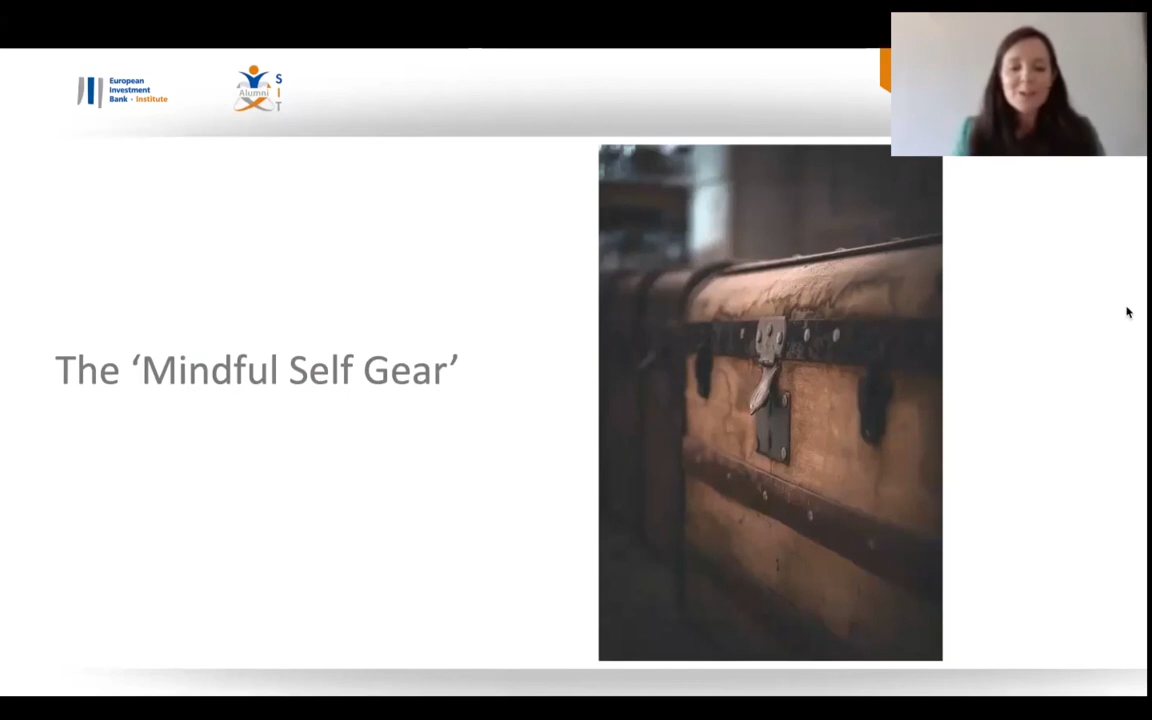 European
Investment
Bank · Institute
Alumni
S
I
T
The ‘Mindful Self Gear’